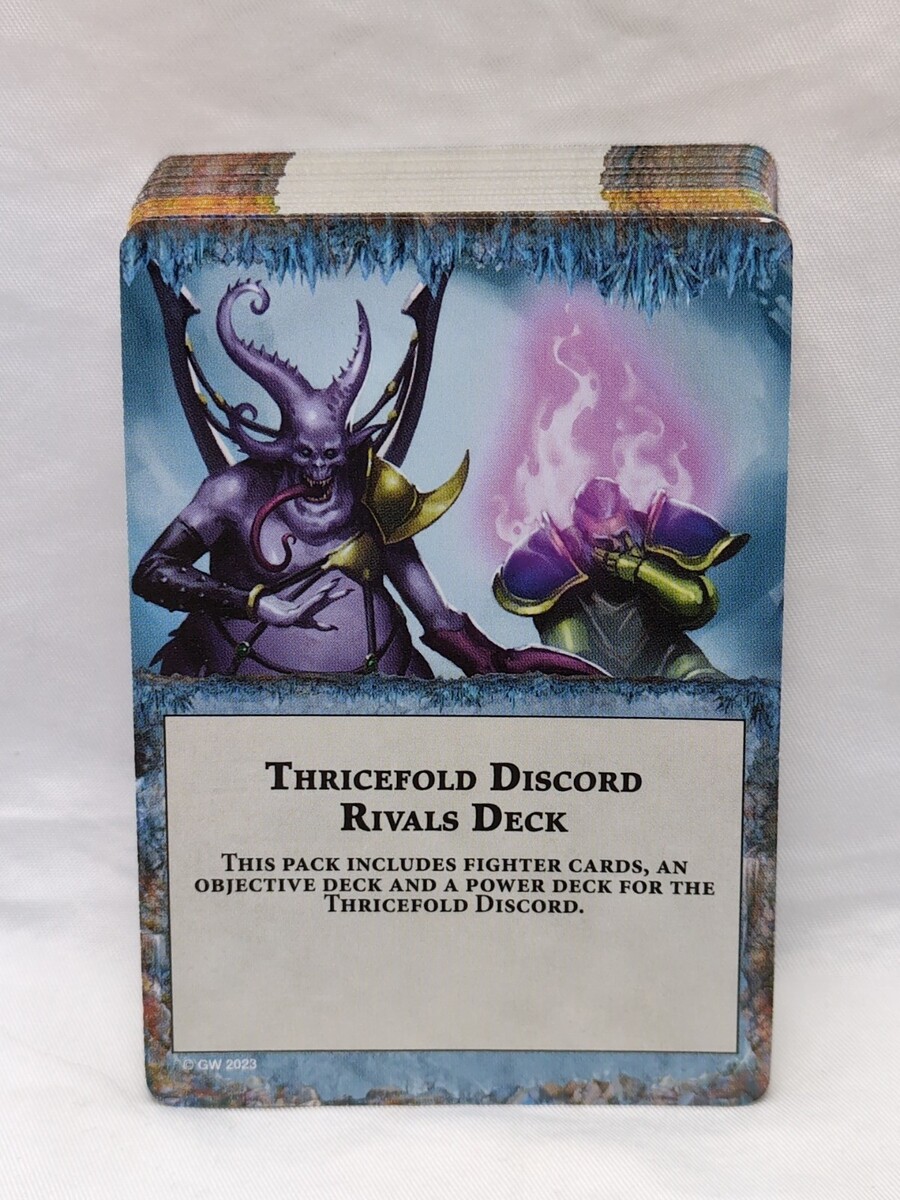 Thricefold Discord
Rivals Deck
This pack includes fighter cards, an
objective deck and a power deck for the
Thricefold Discord.
© GW 2023